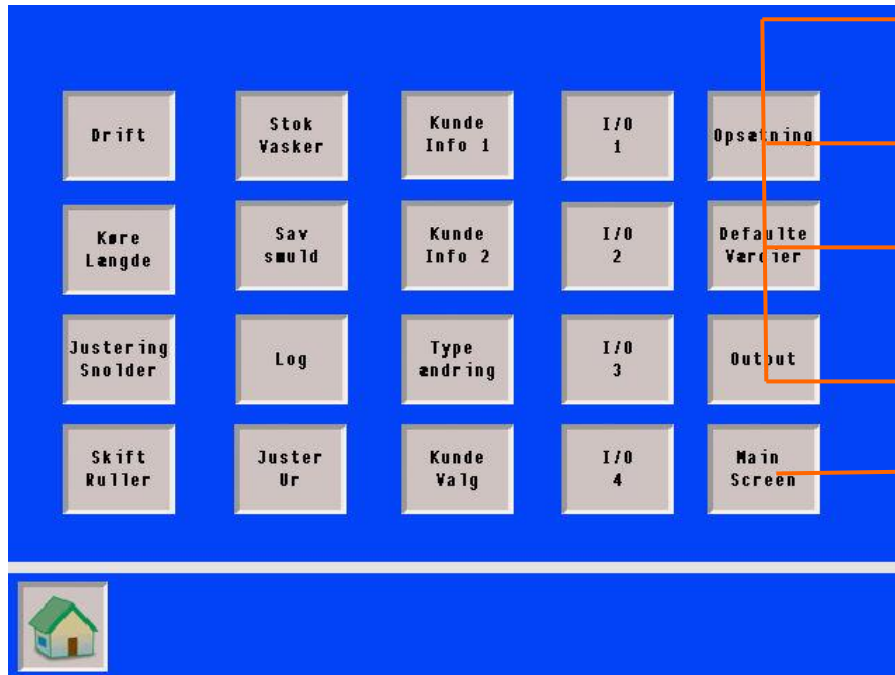 Drift
Stok
Vasker
Kunde
Info 1
I/O
1
Opsætning
Køre
Længde
Sav
smuld
Kunde
Info 2
I/O
2
Defaulte
Værdier
Justering
Snolder
Log
Type
ændring
I/O
3
Output
Skift
Ruller
Juster
Ur
Kunde
Valg
I/O
4
Main
Screen